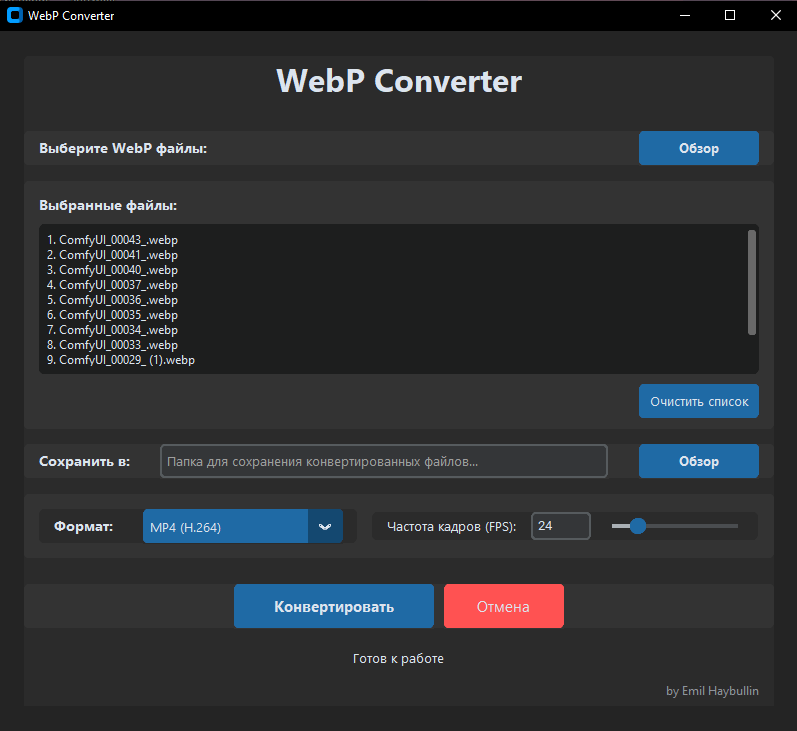 WebP Converter
WebP Converter
Выберите WebP файлы:
Обзор
Выбранные файлы:
1. ComfyUI_00043_.webp
2. ComfyUI_00041_.webp
3. ComfyUI_00040_.webp
4. ComfyUI_00037_.webp
5. ComfyUI_00036_.webp
6. ComfyUI_00035_.webp
7. ComfyUI_00034_.webp
8. ComfyUI_00033_.webp
9. ComfyUI_00029_ (1).webp
Очистить список
Сохранить в:
Папка для сохранения конвертированных файлов...
Обзор
Формат:
MP4 (H.264)
Частота кадров (FPS):
24
Конвертировать
Отмена
Готов к работе
by Emil Haybullin